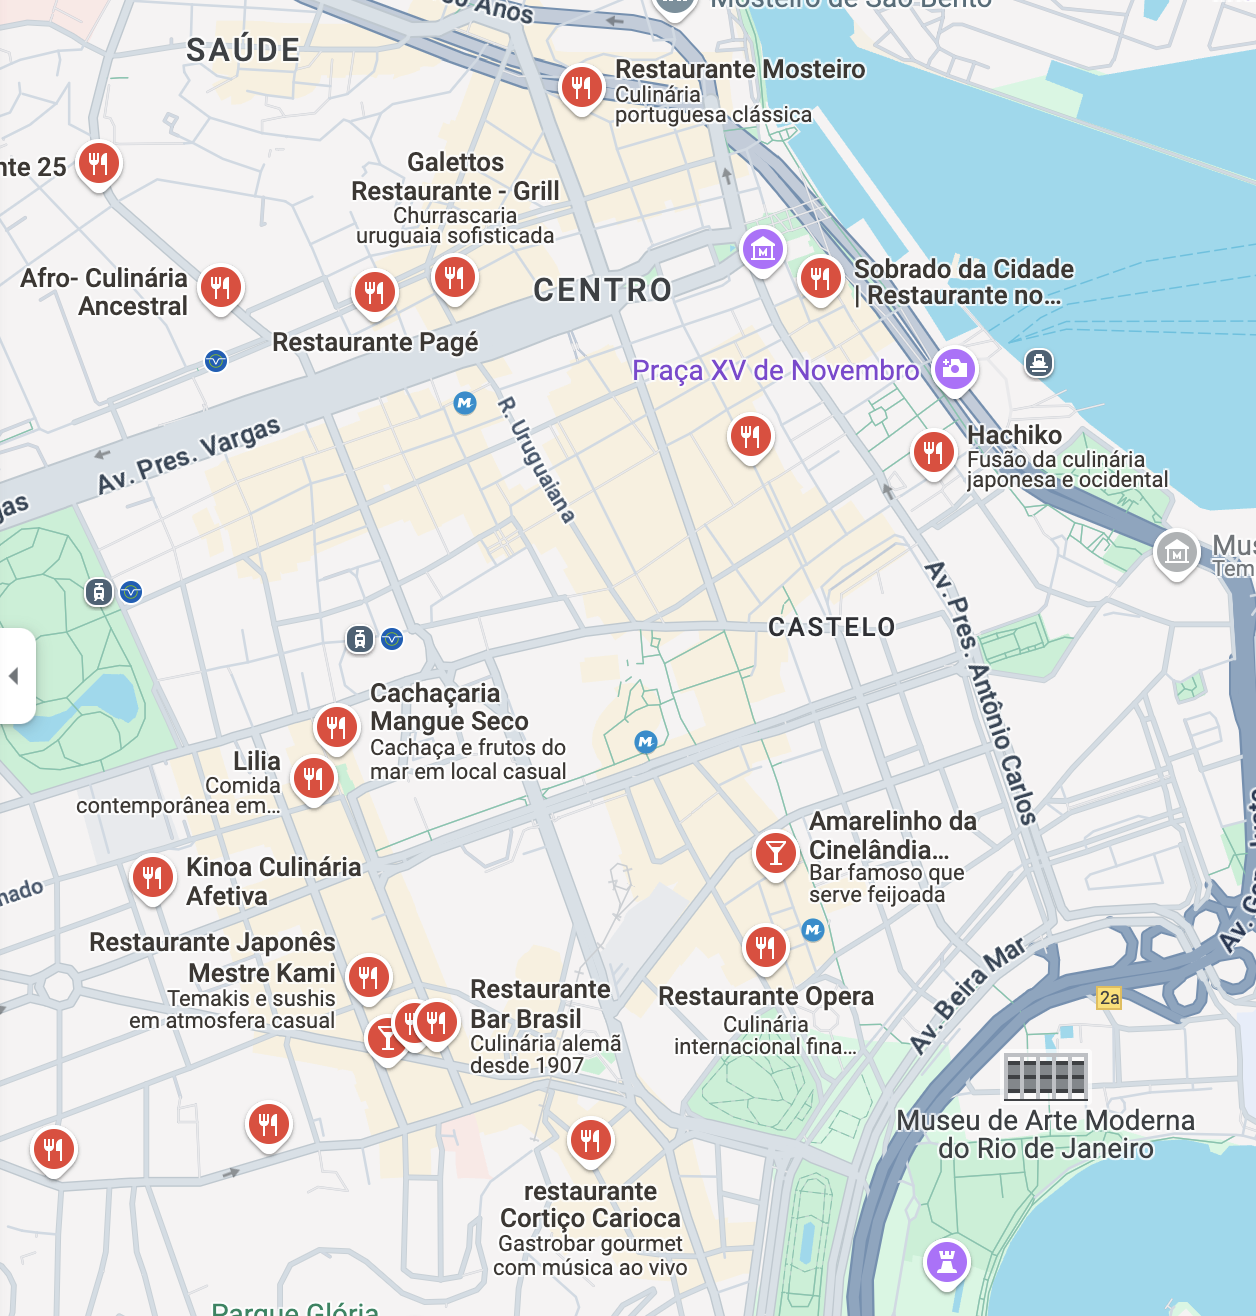 Anos
Mosteiro de São Bento
SAÚDE
Restaurante Mosteiro
Culinária
portuguesa clássica
nte 25
Galettos
Restaurante - Grill
Churrascaria
uruguaia sofisticada
Afro- Culinária
Ancestral
CENTRO
Sobrado da Cidade
| Restaurante no...
Restaurante Pagé
Praça XV de Novembro
R. Uruguaiana
Av. Pres. Vargas
gas
Hachiko
Fusão da culinária
japonesa e ocidental
Mus
Tem
Av. Pres. Antônio Carlos
CASTELO
Cachaçaria
Mangue Seco
Cachaça e frutos do
mar em local casual
Lilia
Comida
contemporânea em...
Amarelinho da
Cinelândia...
Bar famoso que
serve feijoada
Kinoa Culinária
Afetiva
nado
Av. G
Restaurante Japonês
Mestre Kami
Temakis e sushis
em atmosfera casual
Restaurante
Bar Brasil
Culinária alemã
desde 1907
Restaurante Opera
Culinária
internacional fina...
Av. Beira Mar
2a
Museu de Arte Moderna
do Rio de Janeiro
restaurante
Cortiço Carioca
Gastrobar gourmet
com música ao vivo
Parque Glória